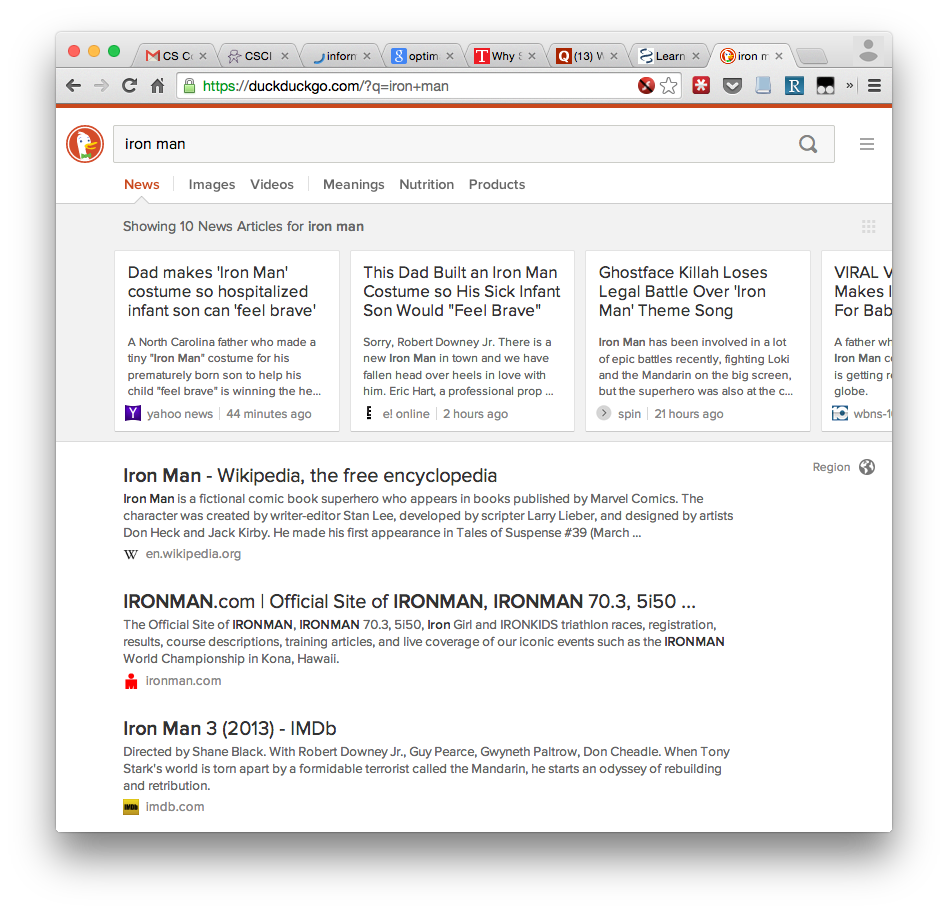 CS C
CSCI
inform
optim
Why S
(13) W
Learn
iron m
https://duckduckgo.com/?q=iron+man
R
»
iron man
News Images Videos Meanings Nutrition Products
Showing 10 News Articles for iron man
Dad makes 'Iron Man'
costume so hospitalized
infant son can 'feel brave'
A North Carolina father who made a
tiny "Iron Man" costume for his
prematurely born son to help his
child "feel brave" is winning the he...
yahoo news 44 minutes ago
This Dad Built an Iron Man
Costume so His Sick Infant
Son Would "Feel Brave"
Sorry, Robert Downey Jr. There is a
new Iron Man in town and we have
fallen head over heels in love with
him. Eric Hart, a professional prop ...
el online 2 hours ago
Ghostface Killah Loses
Legal Battle Over 'Iron
Man' Theme Song
Iron Man has been involved in a lot
of epic battles recently, fighting Loki
and the Mandarin on the big screen,
but the superhero was also at the c...
spin 21 hours ago
VIRAL V
Makes I
For Bab
A father wh
Iron Man co
is getting re
globe.
wbns-10
Region
Iron Man - Wikipedia, the free encyclopedia
Iron Man is a fictional comic book superhero who appears in books published by Marvel Comics. The
character was created by writer-editor Stan Lee, developed by scripter Larry Lieber, and designed by artists
Don Heck and Jack Kirby. He made his first appearance in Tales of Suspense #39 (March ...
W en.wikipedia.org
IRONMAN.com | Official Site of IRONMAN, IRONMAN 70.3, 5i50 ...
The Official Site of IRONMAN, IRONMAN 70.3, 5i50, Iron Girl and IRONKIDS triathlon races, registration,
results, course descriptions, training articles, and live coverage of our iconic events such as the IRONMAN
World Championship in Kona, Hawaii.
ironman.com
Iron Man 3 (2013) - IMDb
Directed by Shane Black. With Robert Downey Jr., Guy Pearce, Gwyneth Paltrow, Don Cheadle. When Tony
Stark's world is torn apart by a formidable terrorist called the Mandarin, he starts an odyssey of rebuilding
and retribution.
IMDb imdb.com